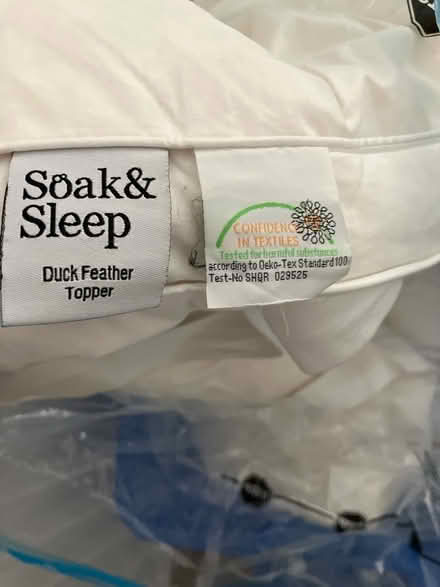 Soak&
Sleep
Duck Feather
Topper
CONFIDENCE
IN TEXTILES
Tested for harmful substances
according to Oeko-Tex Standard 100
Test-No SHQR 029525